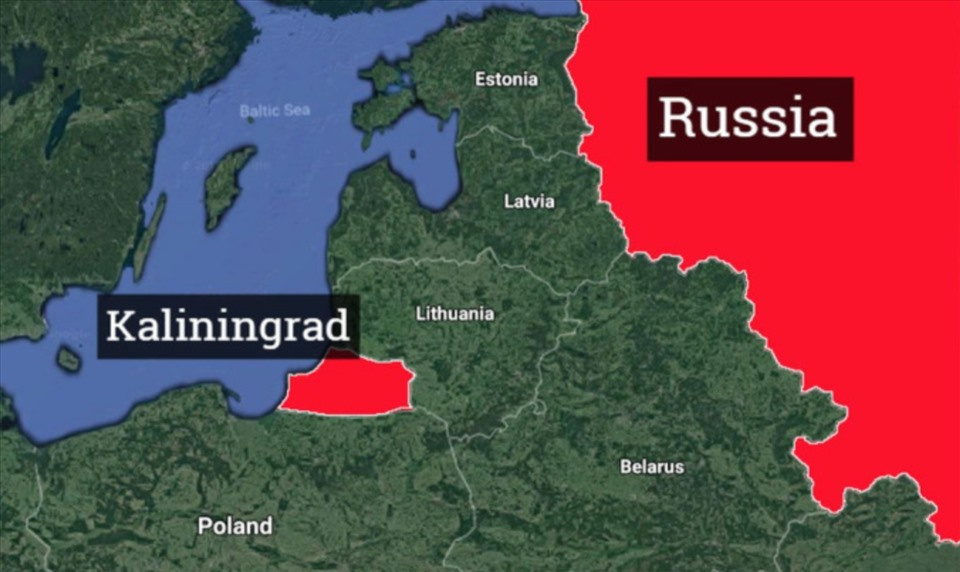 Estonia
Russia
Baltic Sea
Latvia
Kaliningrad
Lithuania
Belarus
Poland